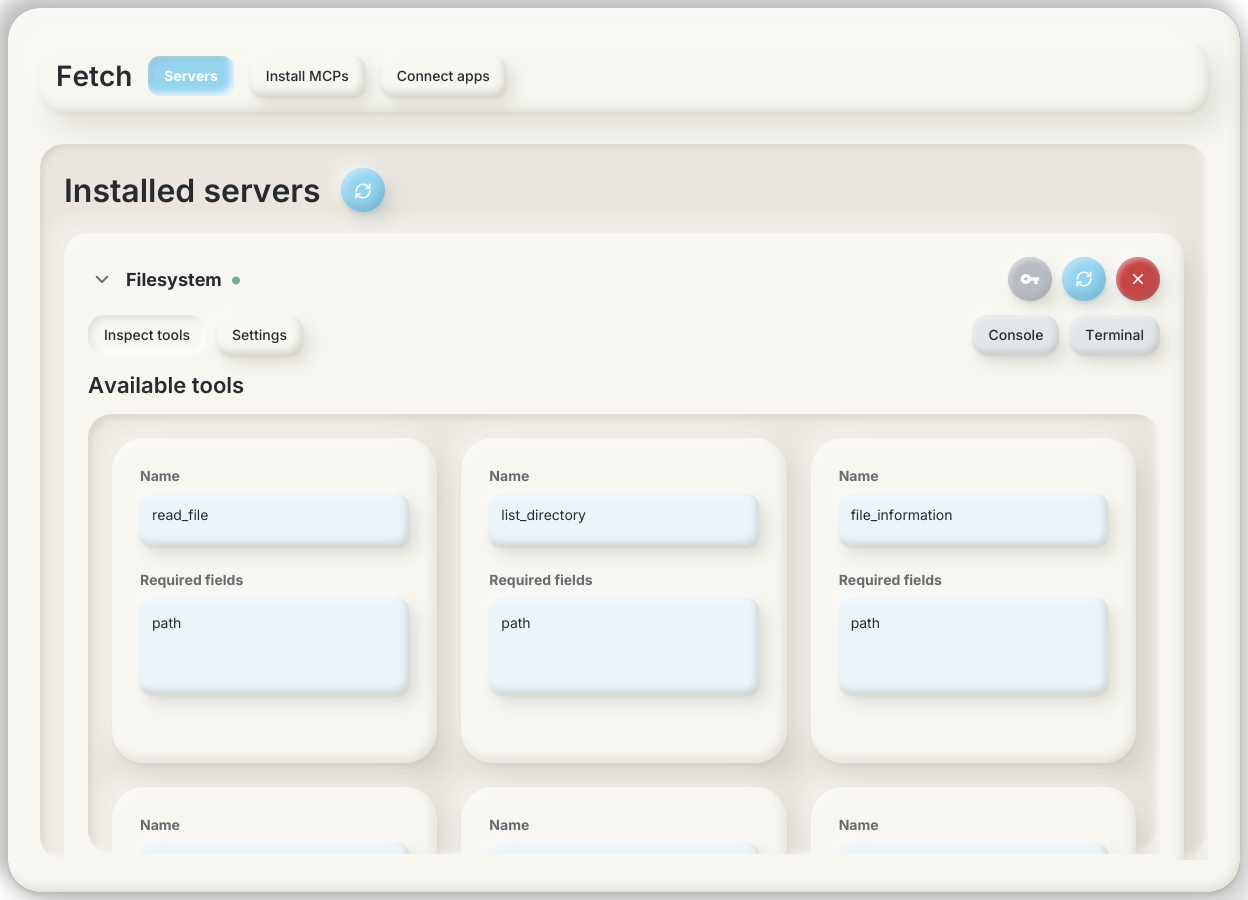 Fetch
Servers
Install MCPs
Connect apps
Installed servers
Filesystem
Inspect tools
Settings
Console
Terminal
Available tools
Name
read_file
Required fields
path
Name
list_directory
Required fields
path
Name
file_information
Required fields
path
Name
Name
Name